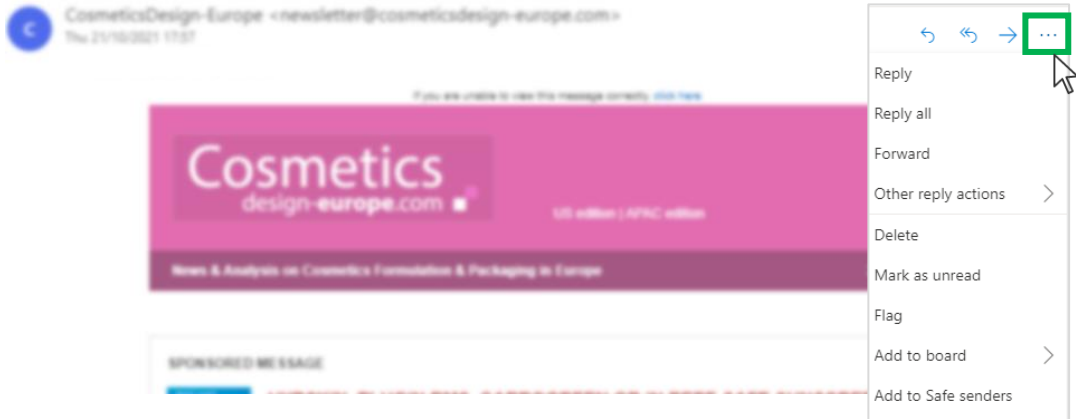 C
CosmeticsDesign-Europe <newsletter@cosmeticsdesign-europe.com>
Thu 21/10/2021 17:57
If you are unable to view this message correctly, click here
Cosmetics
design-europe.com
US edition | APAC edition
News & Analysis on Cosmetics Formulation & Packaging in Europe
SPONSORED MESSAGE
Reply
Reply all
Forward
Other reply actions
Delete
Mark as unread
Flag
Add to board
Add to Safe senders